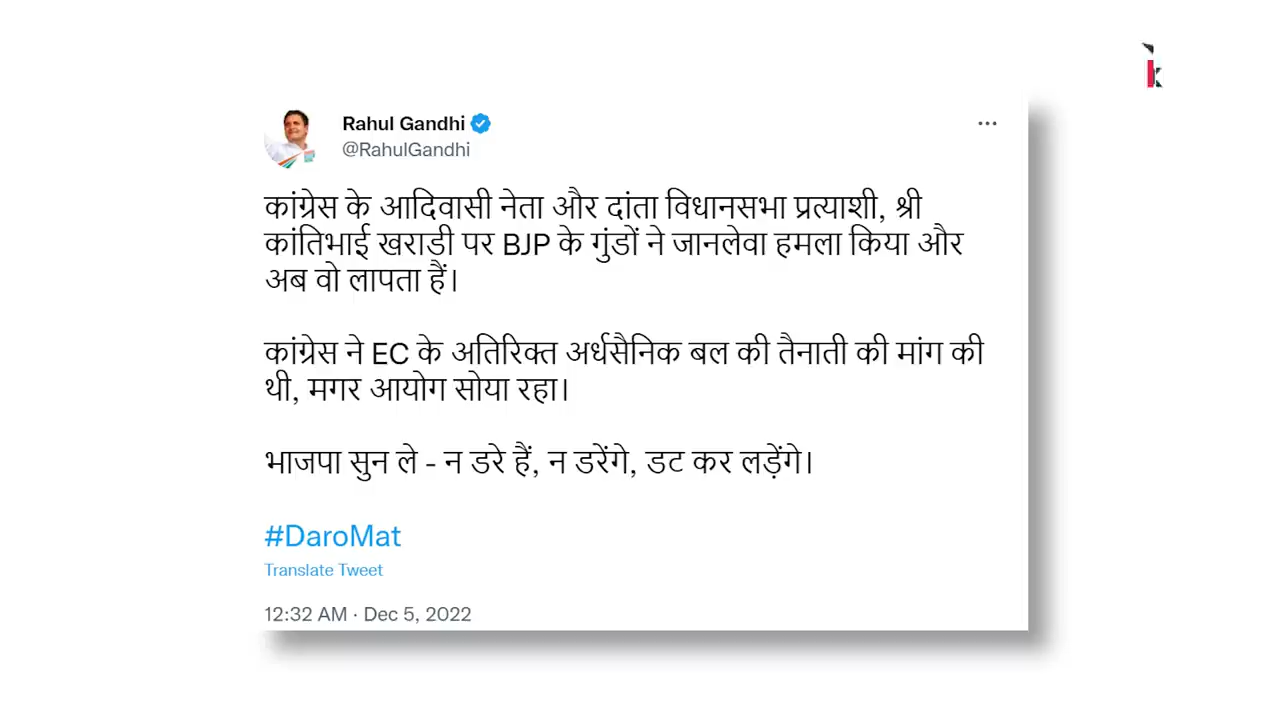 Rahul Gandhi
@RahulGandhi
कांग्रेस के आदिवासी नेता और दांता विधानसभा प्रत्याशी, श्री
कांतिभाई खराडी पर BJP के गुंडों ने जानलेवा हमला किया और
अब वो लापता हैं।
कांग्रेस ने EC के अतिरिक्त अर्धसैनिक बल की तैनाती की मांग की
थी, मगर आयोग सोया रहा।
भाजपा सुन ले - न डरे हैं, न डरेंगे, डट कर लड़ेंगे।
#DaroMat
Translate Tweet
12:32 AM · Dec 5, 2022